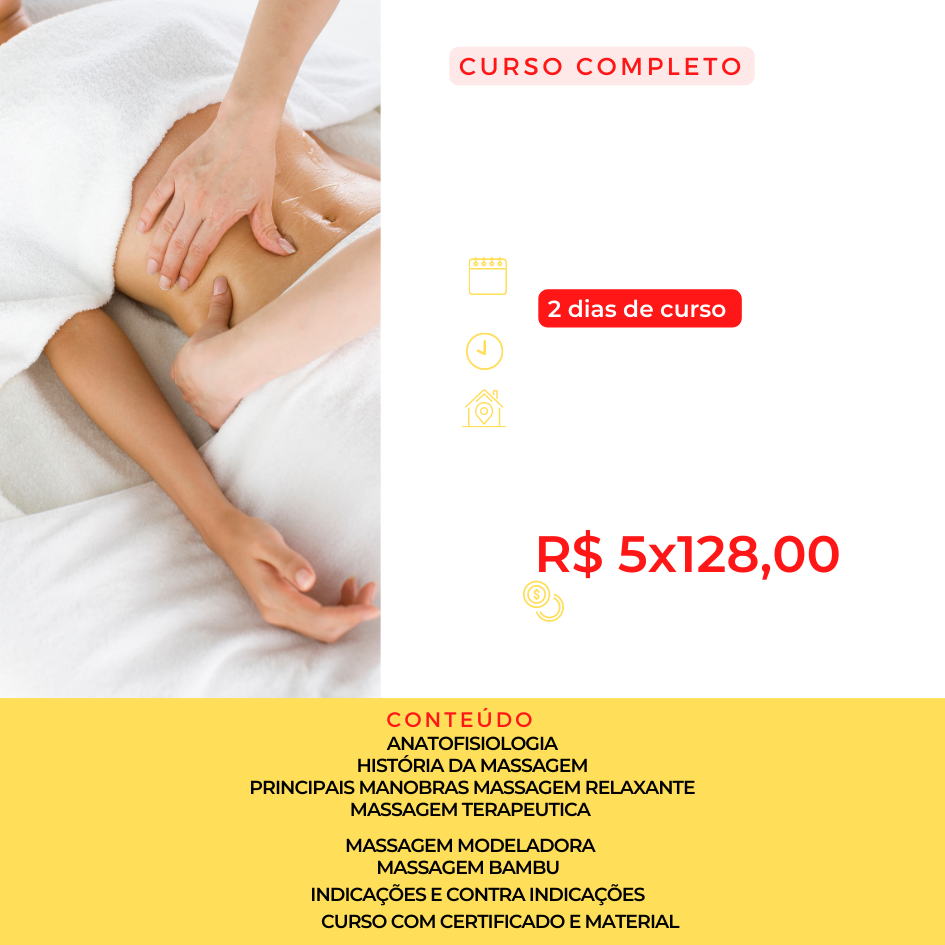 CURSO COMPLETO
2 dias de curso
R$ 5x128,00
CONTEÚDO
ANATOFISIOLOGIA
HISTÓRIA DA MASSAGEM
PRINCIPAIS MANOBRAS MASSAGEM RELAXANTE
MASSAGEM TERAPEUTICA
MASSAGEM MODELADORA
MASSAGEM BAMBU
INDICAÇÕES E CONTRA INDICAÇÕES
CURSO COM CERTIFICADO E MATERIAL